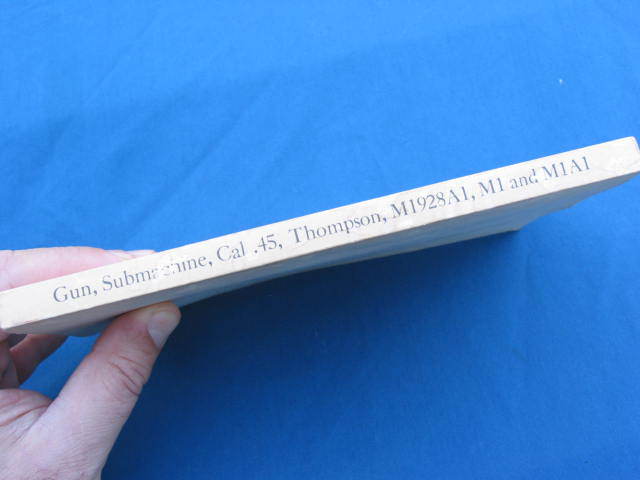 Gun, Submachine, Cal .45, Thompson, M1928A1, M1 and M1A1